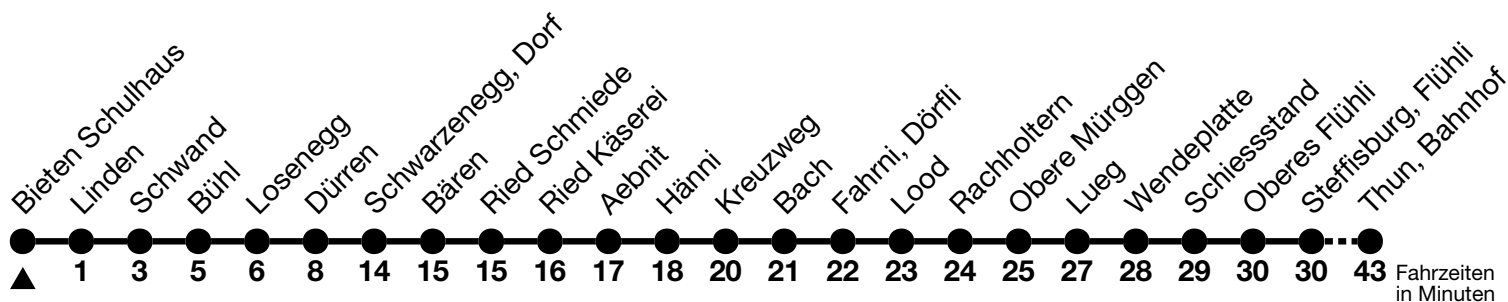 Bieten Schulhaus
Linden
Schwand
Bühl
Losenegg
Dürren
Schwarzenegg, Dorf
Bären
Ried Schmiede
Ried Käserei
Aebnit
Hänni
Kreuzweg
Bach
Fahrni, Dörfli
Lood
Rachholtern
Obere Mürggen
Lueg
Wendeplatte
Schiessstand
Oberes Flühli
Steffisburg, Flühli
Thun, Bahnhof
1 3 5 6 8 14 15 15 16 17 18 20 21 22 23 24 25 27 28 29 30 30 43 Fahrzeiten
in Minuten